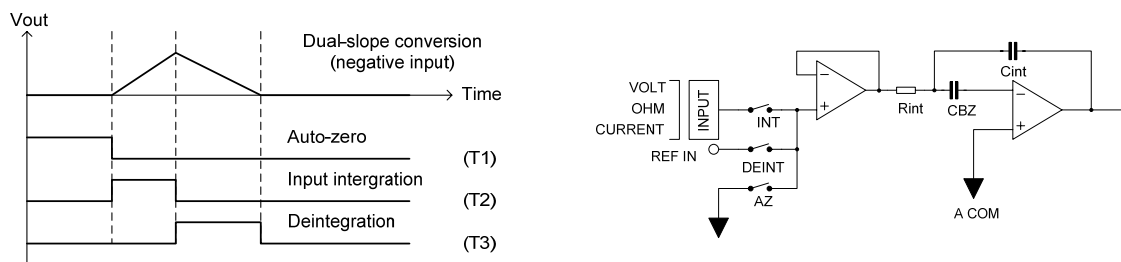 Vout
Dual-slope conversion
(negative input)
Time
Auto-zero
(T1)
Input intergration
(T2)
Deintegration
(T3)
VOLT
OHM
CURRENT
INPUT
INT
REF IN
DEINT
AZ
−
+
Rint
Cint
CBZ
−
+
A COM